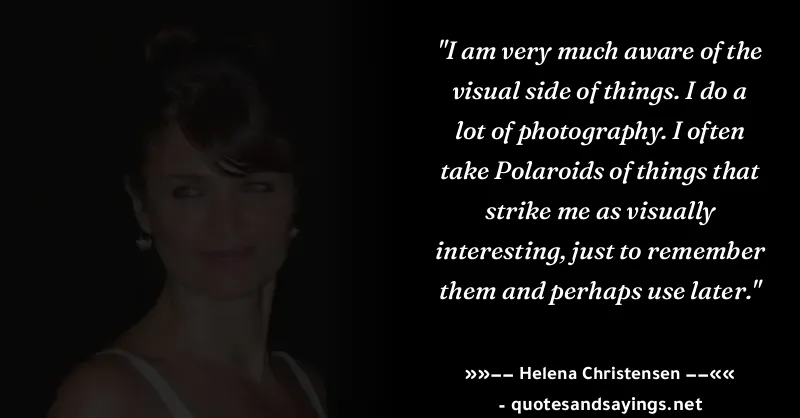 "I am very much aware of the
visual side of things. I do a
lot of photography. I often
take Polaroids of things that
strike me as visually
interesting, just to remember
them and perhaps use later."
»»−− Helena Christensen −−««
- quotesandsayings.net